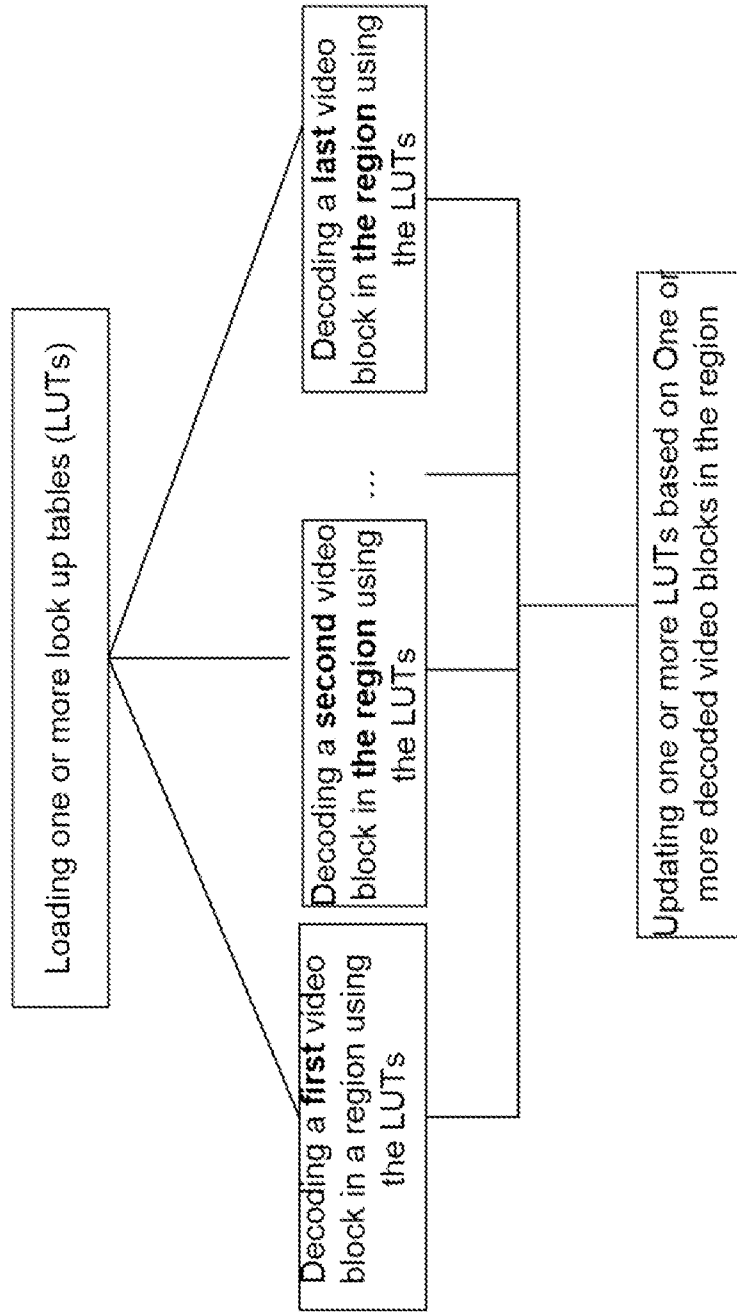 Loading one or more look up tables (LUTs)
Decoding a first video
block in a region using
the LUTs
Decoding a second video
block in the region using
the LUTs
...
Decoding a last video
block in the region using
the LUTs
Updating one or more LUTs based on One or
more decoded video blocks in the region